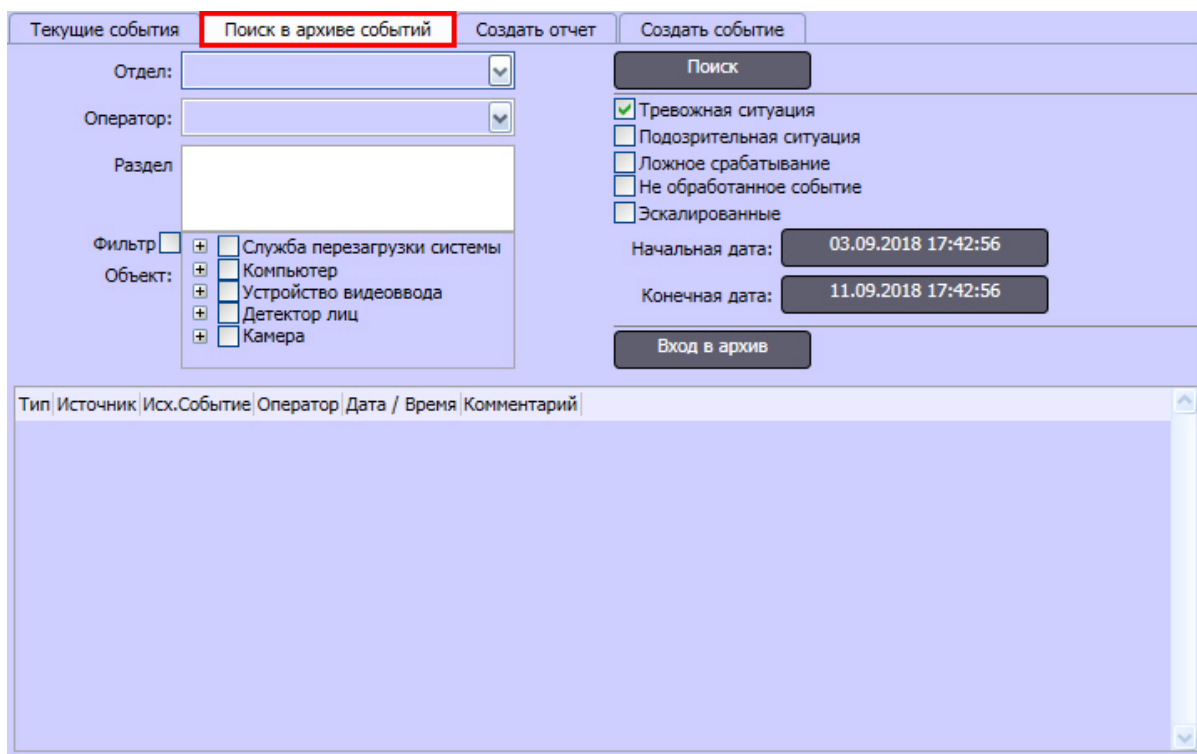 Текущие события Поиск в архиве событий Создать отчет Создать событие
Отдел: Поиск
Оператор: Тревожная ситуация
Подозрительная ситуация
Раздел Ложное срабатывание
Не обработанное событие
Эскалированные
Фильтр Служба перезагрузки системы Начальная дата: 03.09.2018 17:42:56
Объект: Компьютер
Устройство видеоввода Конечная дата: 11.09.2018 17:42:56
Детектор лиц
Камера Вход в архив
Тип Источник Исх.Событие Оператор Дата / Время Комментарий